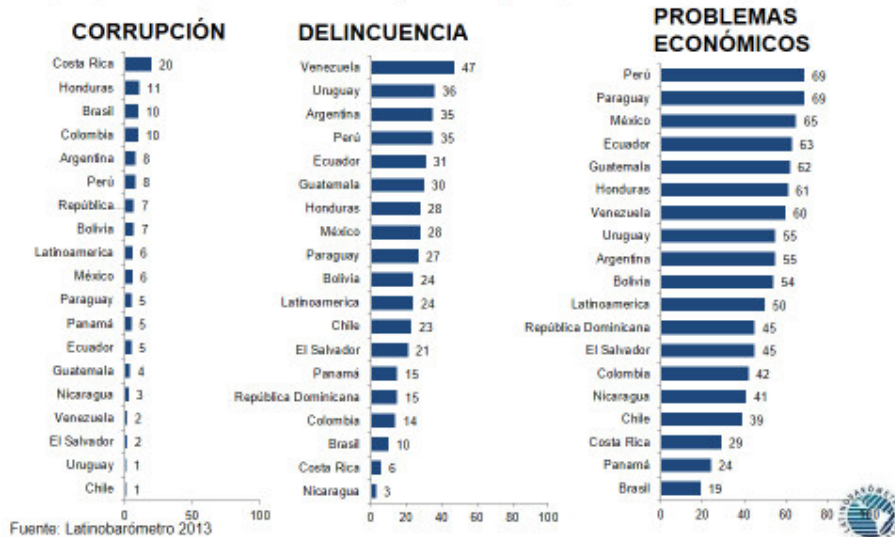 CORRUPCIÓN
Costa Rica 20
Honduras 11
Brasil 10
Colombia 10
Argentina 8
Perú 8
República 7
Bolivia 7
Latinoamerica 6
México 6
Paraguay 5
Panamá 5
Ecuador 5
Guatemala 4
Nicaragua 3
Venezuela 2
El Salvador 2
Uruguay 1
Chile 1
0 100
DELINCUENCIA
Venezuela 47
Uruguay 36
Argentina 35
Perú 35
Ecuador 31
Guatemala 30
Honduras 28
México 28
Paraguay 27
Bolivia 24
Latinoamerica 24
Chile 23
El Salvador 21
Panamá 15
República Dominicana 15
Colombia 14
Brasil 10
Costa Rica 6
Nicaragua 3
0 20 40 60 80 100
PROBLEMAS
ECONÓMICOS
Perú 69
Paraguay 69
México 65
Ecuador 63
Guatemala 62
Honduras 61
Venezuela 60
Uruguay 55
Argentina 55
Bolivia 54
Latinoamerica 50
República Dominicana 45
El Salvador 45
Colombia 42
Nicaragua 41
Chile 39
Costa Rica 29
Panamá 24
Brasil 19
0 20 40 60 80 100
Fuente: Latinobarómetro 2013